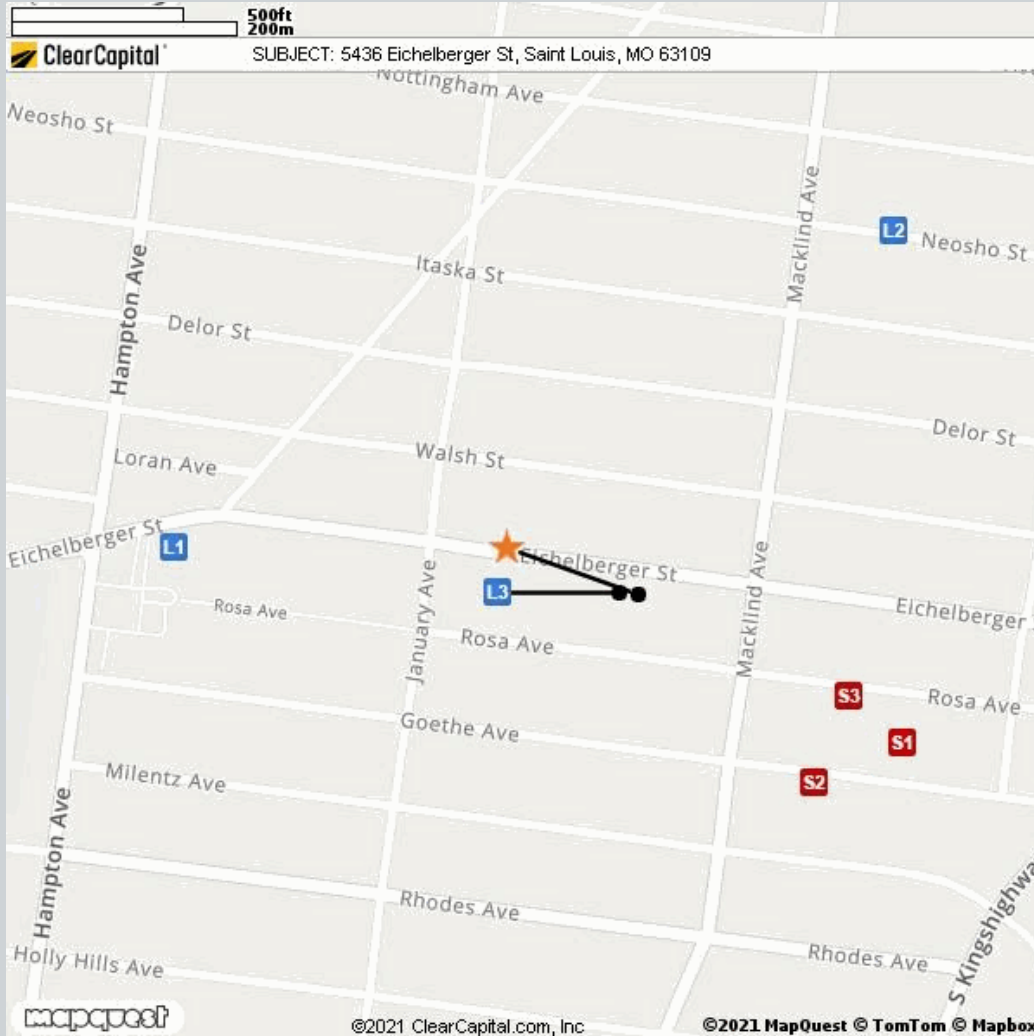 500ft
200m
ClearCapital
SUBJECT: 5436 Eichelberger St, Saint Louis, MO 63109
Nottingham Ave
Neosho St
Macklind Ave
L2
Neosho St
Hampton Ave
Itaska St
Delor St
Delor St
Walsh St
Loran Ave
Eichelberger St
L1
Eichelberger St
L3
January Ave
Macklind Ave
Eichelberger
Rosa Ave
Rosa Ave
S3
Rosa Ave
Goethe Ave
S1
S2
Milentz Ave
Hampton Ave
Rhodes Ave
Rhodes Ave
Holly Hills Ave
S Kingshighwa
mapquest
©2021 ClearCapital.com, Inc
©2021 MapQuest © TomTom © Mapbox